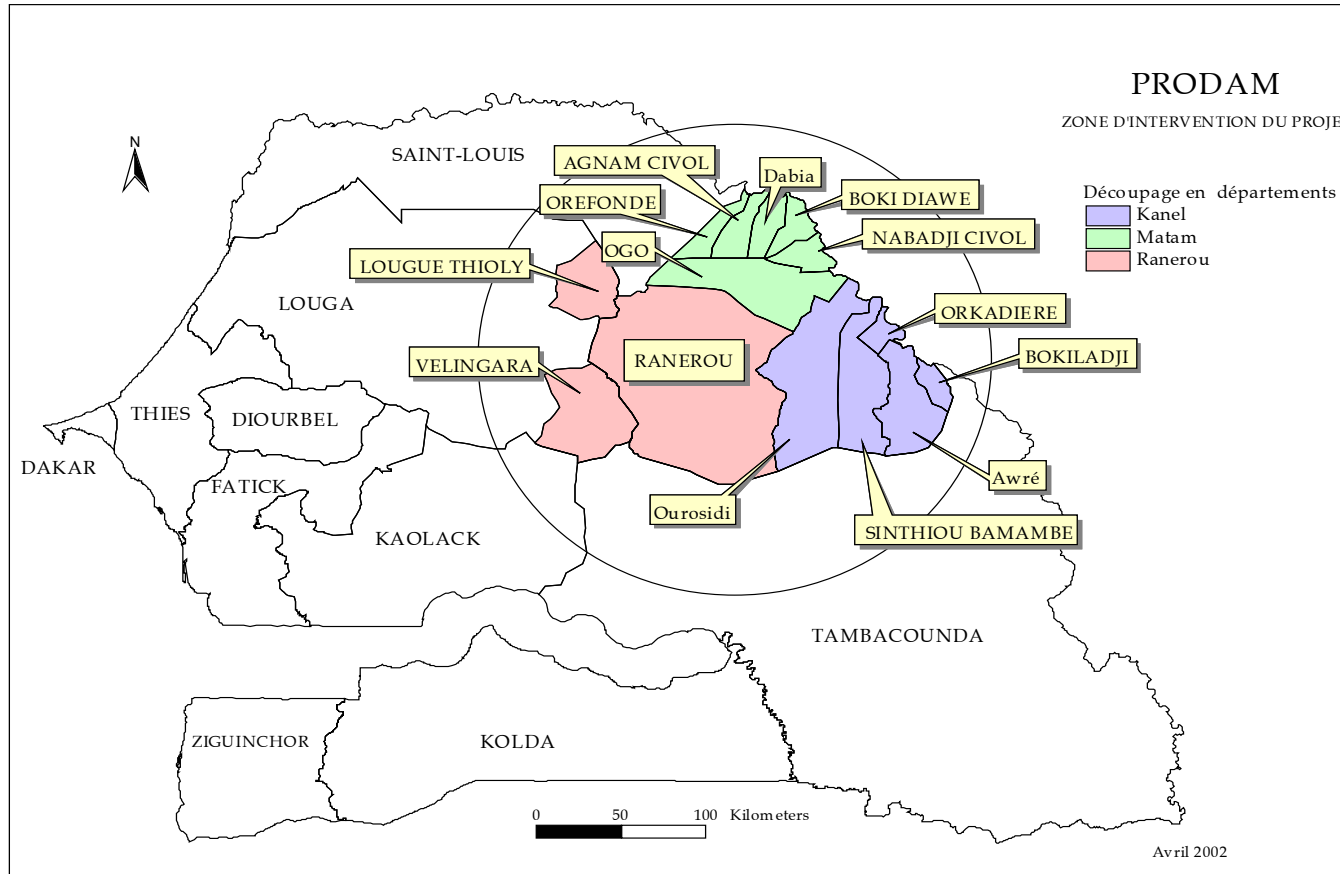 PRODAM
ZONE D'INTERVENTION DU PROJE
N
SAINT-LOUIS
AGNAM CIVOL
Dabia
OREFONDE
BOKI DIAWE
OGO
NABADJI CIVOL
Découpage en départements
Kanel
Matam
Ranerou
LOUGUE THIOLY
LOUGA
ORKADIERE
VELINGARA
RANEROU
BOKILADJI
THIES
DIOURBEL
DAKAR
FATICK
Awré
Ourosidi
SINTHIOU BAMAMBE
KAOLACK
TAMBACOUNDA
ZIGUINCHOR
KOLDA
0 50 100 Kilometers
Avril 2002